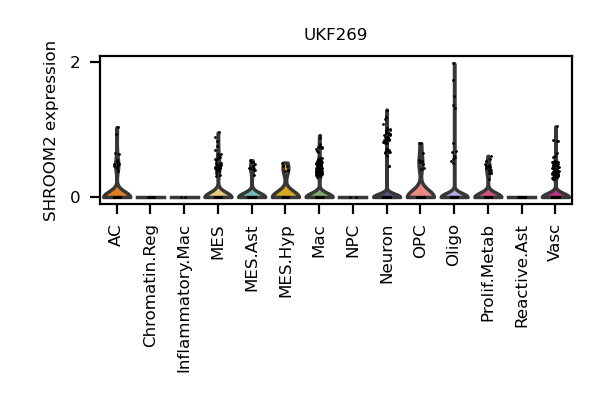 UKF269
SHROOM2 expression
2
0
AC
Chromatin.Reg
Inflammatory.Mac
MES
MES.Ast
MES.Hyp
Mac
NPC
Neuron
OPC
Oligo
Prolif.Metab
Reactive.Ast
Vasc